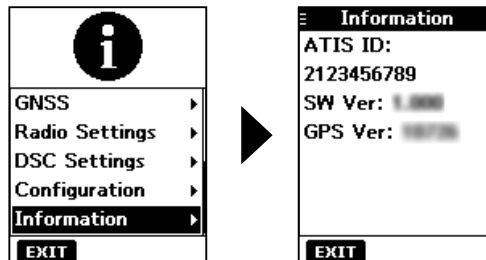 GNSS
Radio Settings
DSC Settings
Configuration
Information
EXIT
Information
ATIS ID:
2123456789
SW Ver:
GPS Ver:
EXIT